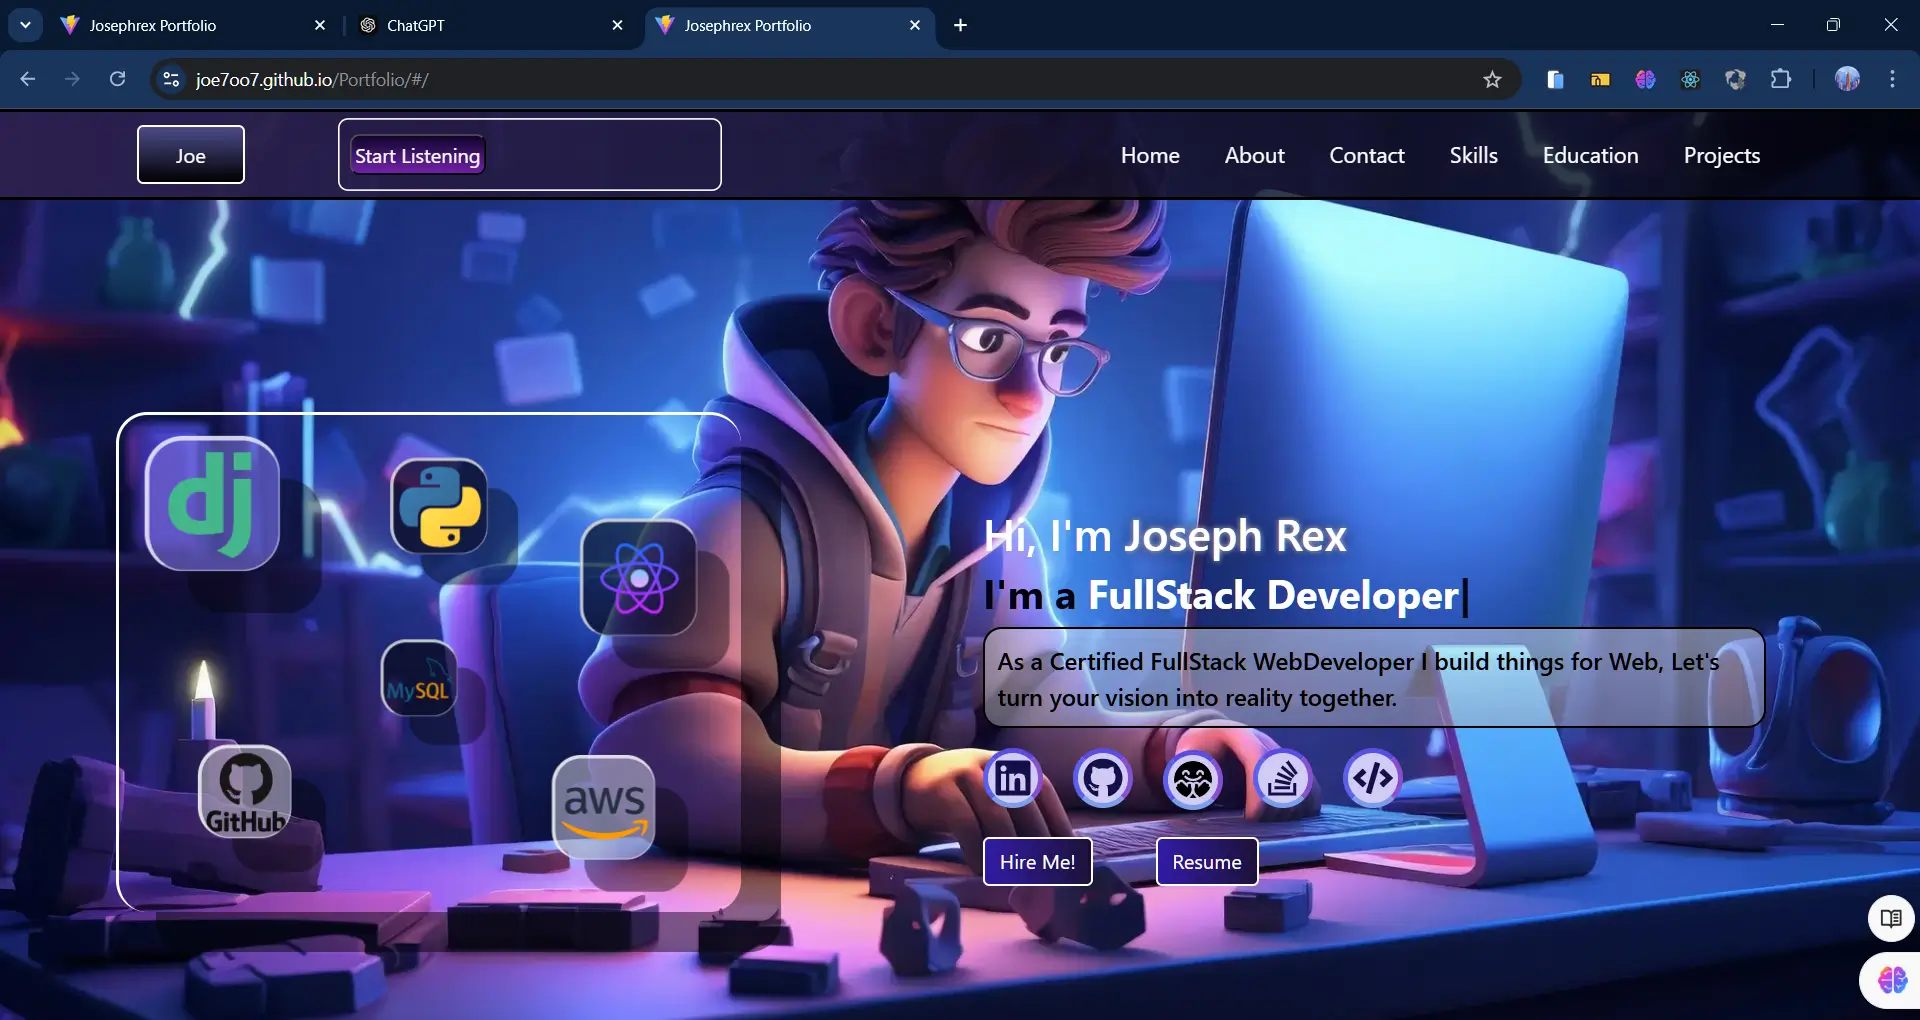 Josephrex Portfolio
ChatGPT
Josephrex Portfolio
joe7oo7.github.io/Portfolio/#/
Joe
Start Listening
Home
About
Contact
Skills
Education
Projects
dj
MySQL
GitHub
aws
Hi, I'm Joseph Rex
I'm a FullStack Developer|
As a Certified FullStack WebDeveloper I build things for Web, Let's
turn your vision into reality together.
in
</>
Hire Me!
Resume